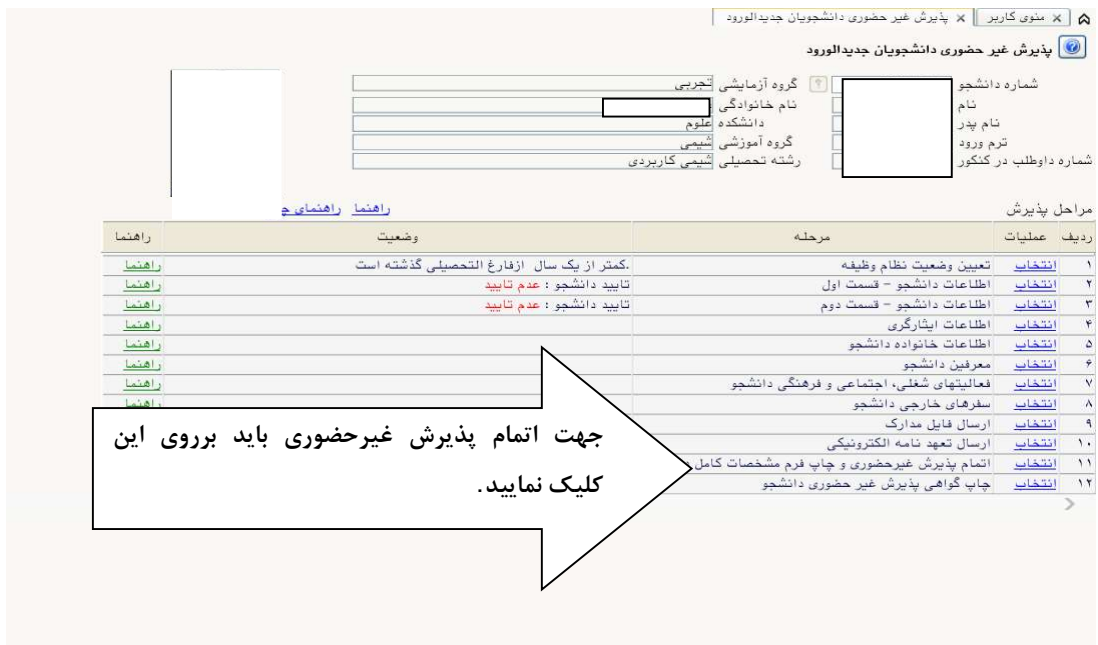 منوی کاربر × پذیرش غیر حضوری دانشجویان جدیدالورود ×
پذیرش غیر حضوری دانشجویان جدیدالورود
شماره دانشجو ? گروه آزمایشی تجربی
نام نام خانوادگی
نام پدر دانشکده علوم
ترم ورود گروه آموزشی شیمی
شماره داوطلب در کنکور رشته تحصیلی شیمی کاربردی
مراحل پذیرش راهنما راهنمای
ردیف عملیات مرحله وضعیت راهنما
۱ انتخاب تعیین وضعیت نظام وظیفه کمتر از یک سال ازفارغ التحصیلی گذشته است. راهنما
۲ انتخاب اطلاعات دانشجو - قسمت اول تایید دانشجو : عدم تایید راهنما
۳ انتخاب اطلاعات دانشجو - قسمت دوم تایید دانشجو : عدم تایید راهنما
۴ انتخاب اطلاعات ایثارگری راهنما
۵ انتخاب اطلاعات خانواده دانشجو راهنما
۶ انتخاب معرفین دانشجو راهنما
۷ انتخاب فعالیتهای شغلی، اجتماعی و فرهنگی دانشجو راهنما
۸ انتخاب سفرهای خارجی دانشجو راهنما
۹ انتخاب ارسال فایل مدارک
۱۰ انتخاب ارسال تعهد نامه الکترونیکی
۱۱ انتخاب اتمام پذیرش غیرحضوری و چاپ فرم مشخصات کامل
۱۲ انتخاب چاپ گواهی پذیرش غیر حضوری دانشجو
جهت اتمام پذیرش غیرحضوری باید برروی این
کلیک نمایید.